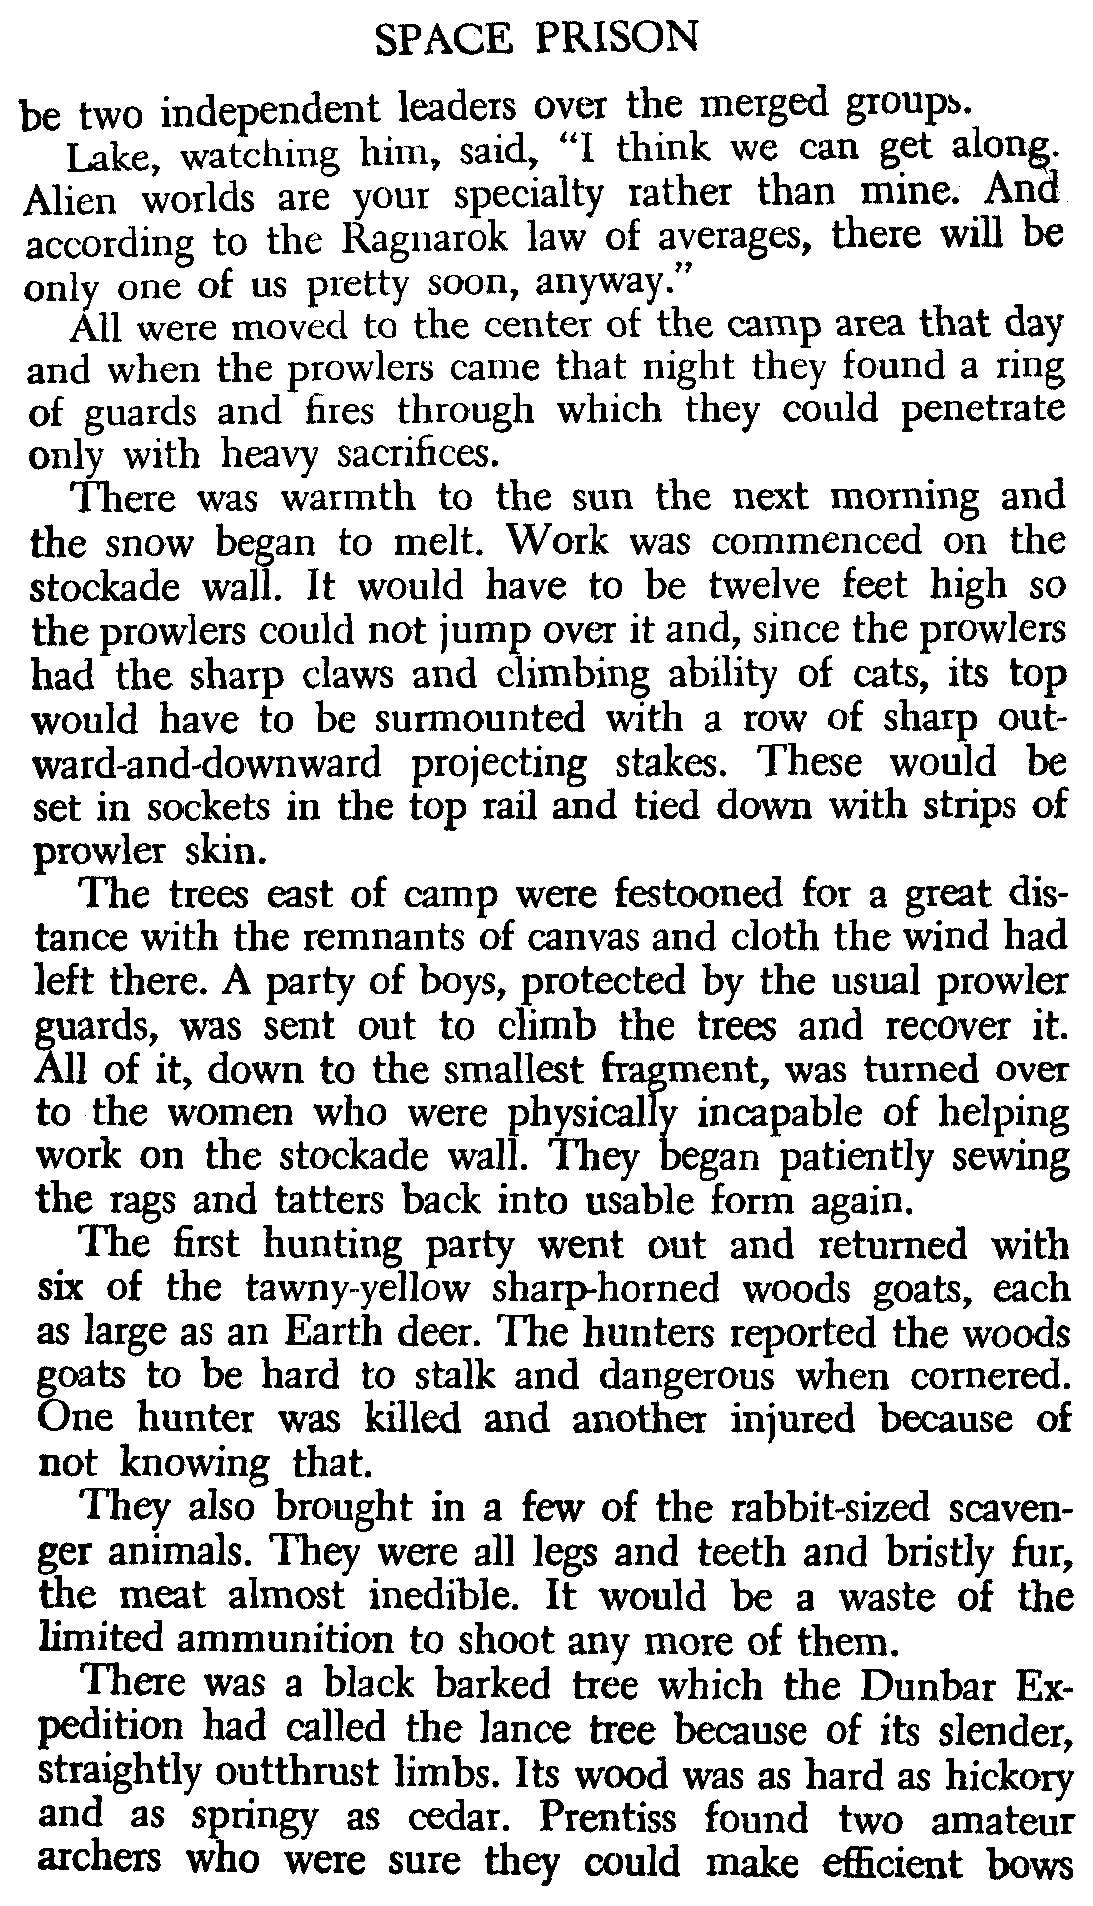 SPACE PRISON
be two independent leaders over the merged groups.
Lake, watching him, said, “I think we can get along.
Alien worlds are your specialty rather than mine. And
according to the Ragnarok law of averages, there will be
only one of us pretty soon, anyway.”
All were moved to the center of the camp area that day
and when the prowlers came that night they found a ring
of guards and fires through which they could penetrate
only with heavy sacrifices.
There was warmth to the sun the next morning and
the snow began to melt. Work was commenced on the
stockade wall. It would have to be twelve feet high so
the prowlers could not jump over it and, since the prowlers
had the sharp claws and climbing ability of cats, its top
would have to be surmounted with a row of sharp out-
ward-and-downward projecting stakes. These would be
set in sockets in the top rail and tied down with strips of
prowler skin.
The trees east of camp were festooned for a great dis-
tance with the remnants of canvas and cloth the wind had
left there. A party of boys, protected by the usual prowler
guards, was sent out to climb the trees and recover it.
All of it, down to the smallest fragment, was turned over
to the women who were physically incapable of helping
work on the stockade wall. They began patiently sewing
the rags and tatters back into usable form again.
The first hunting party went out and returned with
six of the tawny-yellow sharp-horned woods goats, each
as large as an Earth deer. The hunters reported the woods
goats to be hard to stalk and dangerous when cornered.
One hunter was killed and another injured because of
not knowing that.
They also brought in a few of the rabbit-sized scaven-
ger animals. They were all legs and teeth and bristly fur,
the meat almost inedible. It would be a waste of the
limited ammunition to shoot any more of them.
There was a black barked tree which the Dunbar Ex-
pedition had called the lance tree because of its slender,
straightly outthrust limbs. Its wood was as hard as hickory
and as springy as cedar. Prentiss found two amateur
archers who were sure they could make efficient bows